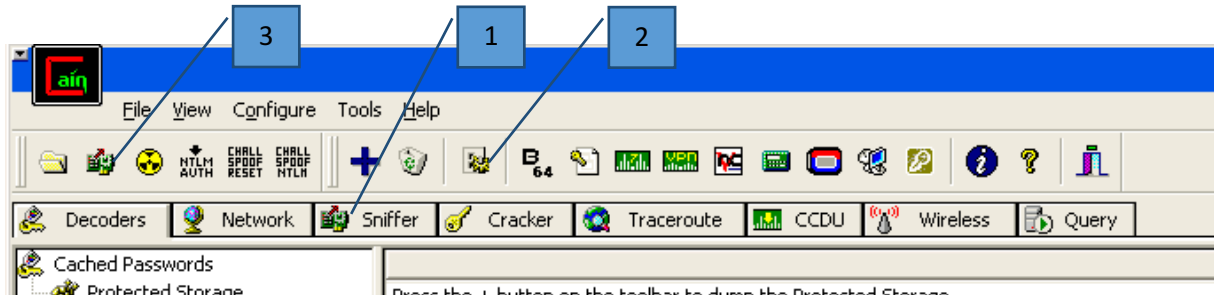 3 1 2
Cain
File View Configure Tools Help
NTLM AUTH CHALL SPOOF RESET CHALL SPOOF NTLM B 64 VPN ?
Decoders Network Sniffer Cracker Traceroute CCDU Wireless Query
Cached Passwords
Protected Storage Press the + button on the toolbar to dump the Protected Storage